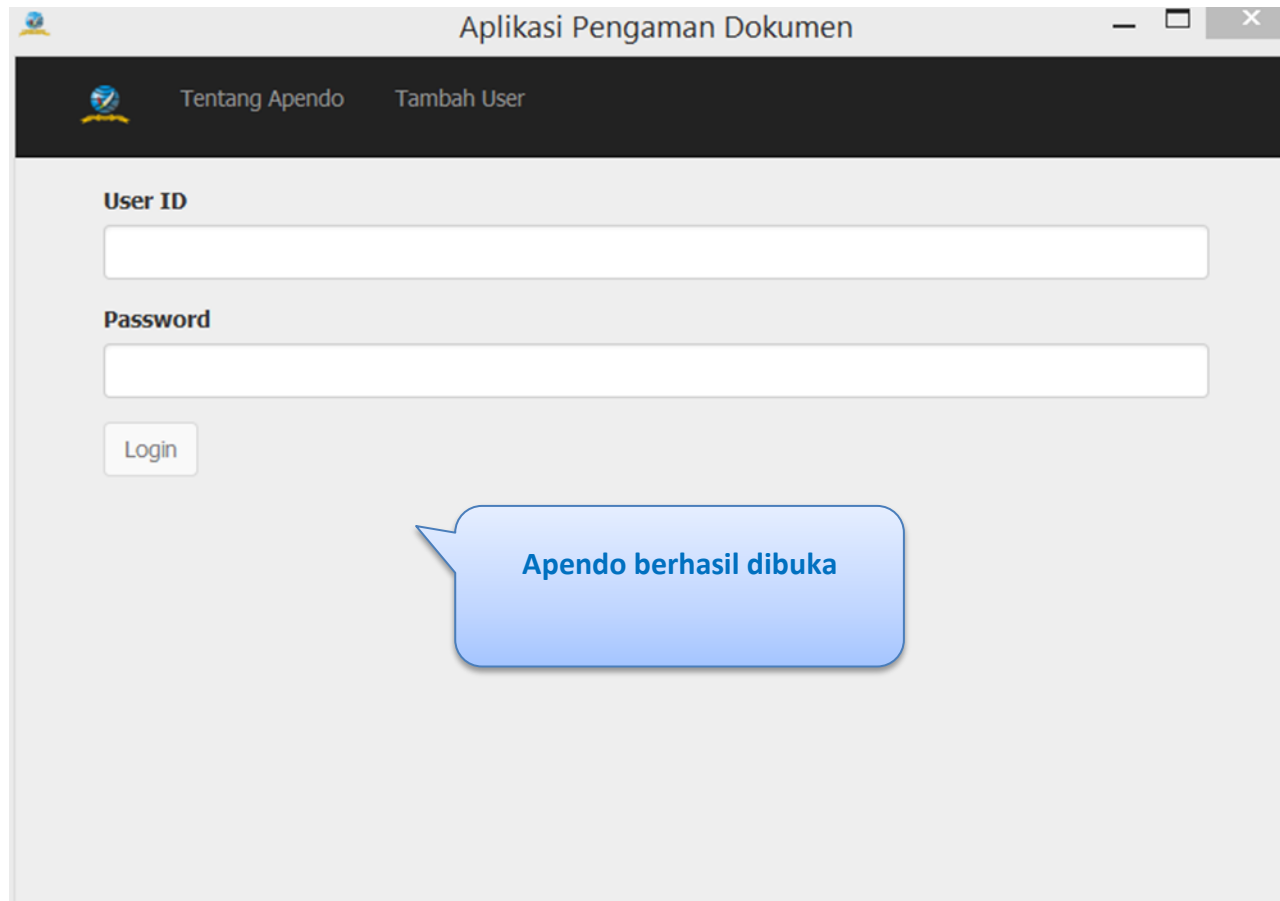 Aplikasi Pengaman Dokumen
Tentang Apendo Tambah User
User ID
Password
Login
Apendo berhasil dibuka